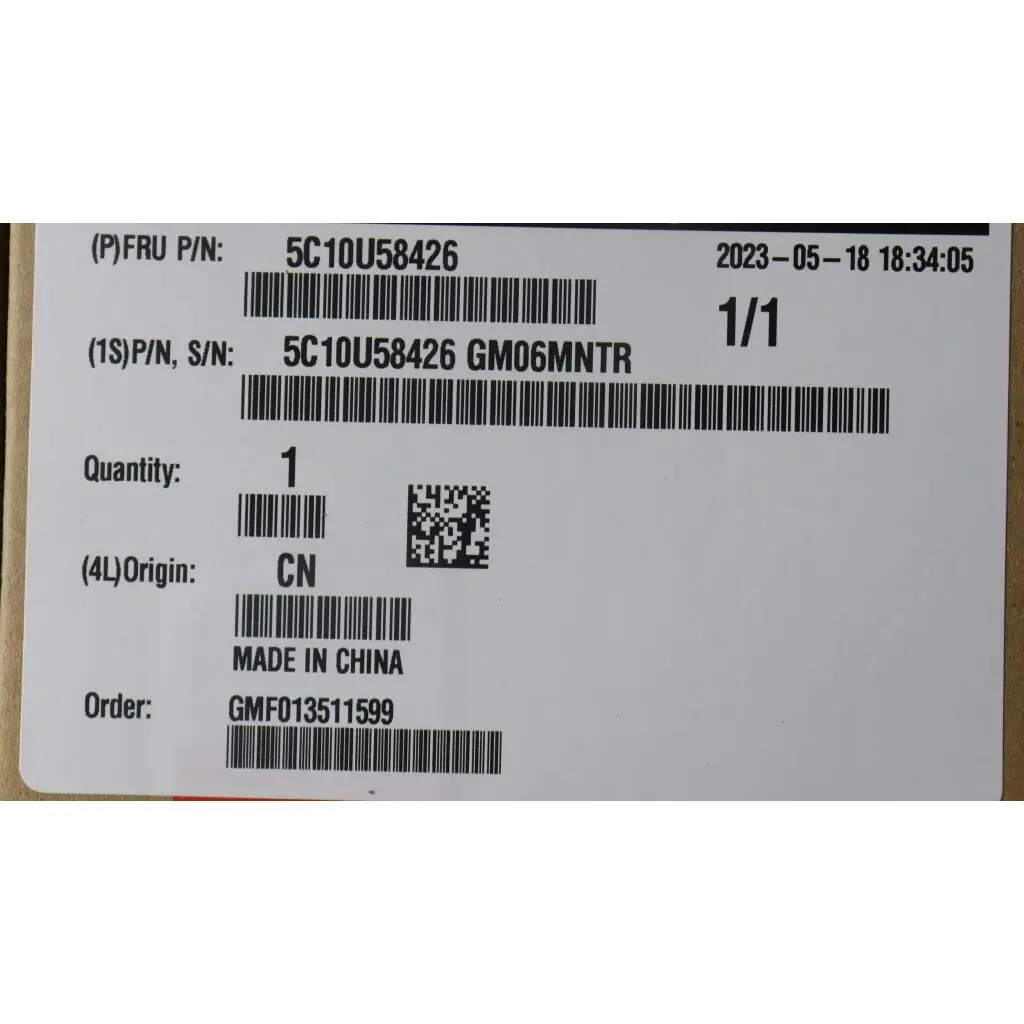 (P)FRU P/N: 5C10U58426 2023-05-18 18:34:05
1/1
(1S)P/N, S/N: 5C10U58426 GM06MNTR
Quantity: 1
(4L)Origin: CN
MADE IN CHINA
Order: GMF013511599